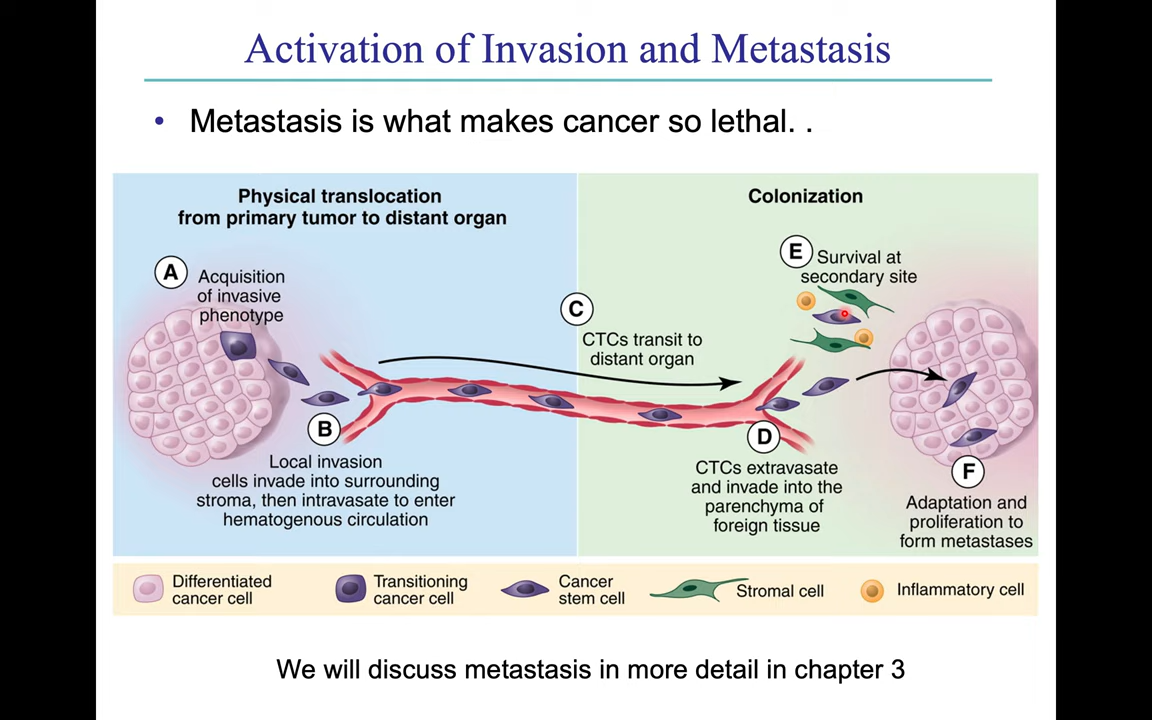 Activation of Invasion and Metastasis
• Metastasis is what makes cancer so lethal. .
Physical translocation
from primary tumor to distant organ
Colonization
A
Acquisition
of invasive
phenotype
B
Local invasion
cells invade into surrounding
stroma, then intravasate to enter
hematogenous circulation
C
CTCs transit to
distant organ
D
CTCs extravasate
and invade into the
parenchyma of
foreign tissue
E
Survival at
secondary site
F
Adaptation and
proliferation to
form metastases
Differentiated
cancer cell
Transitioning
cancer cell
Cancer
stem cell
Stromal cell
Inflammatory cell
We will discuss metastasis in more detail in chapter 3